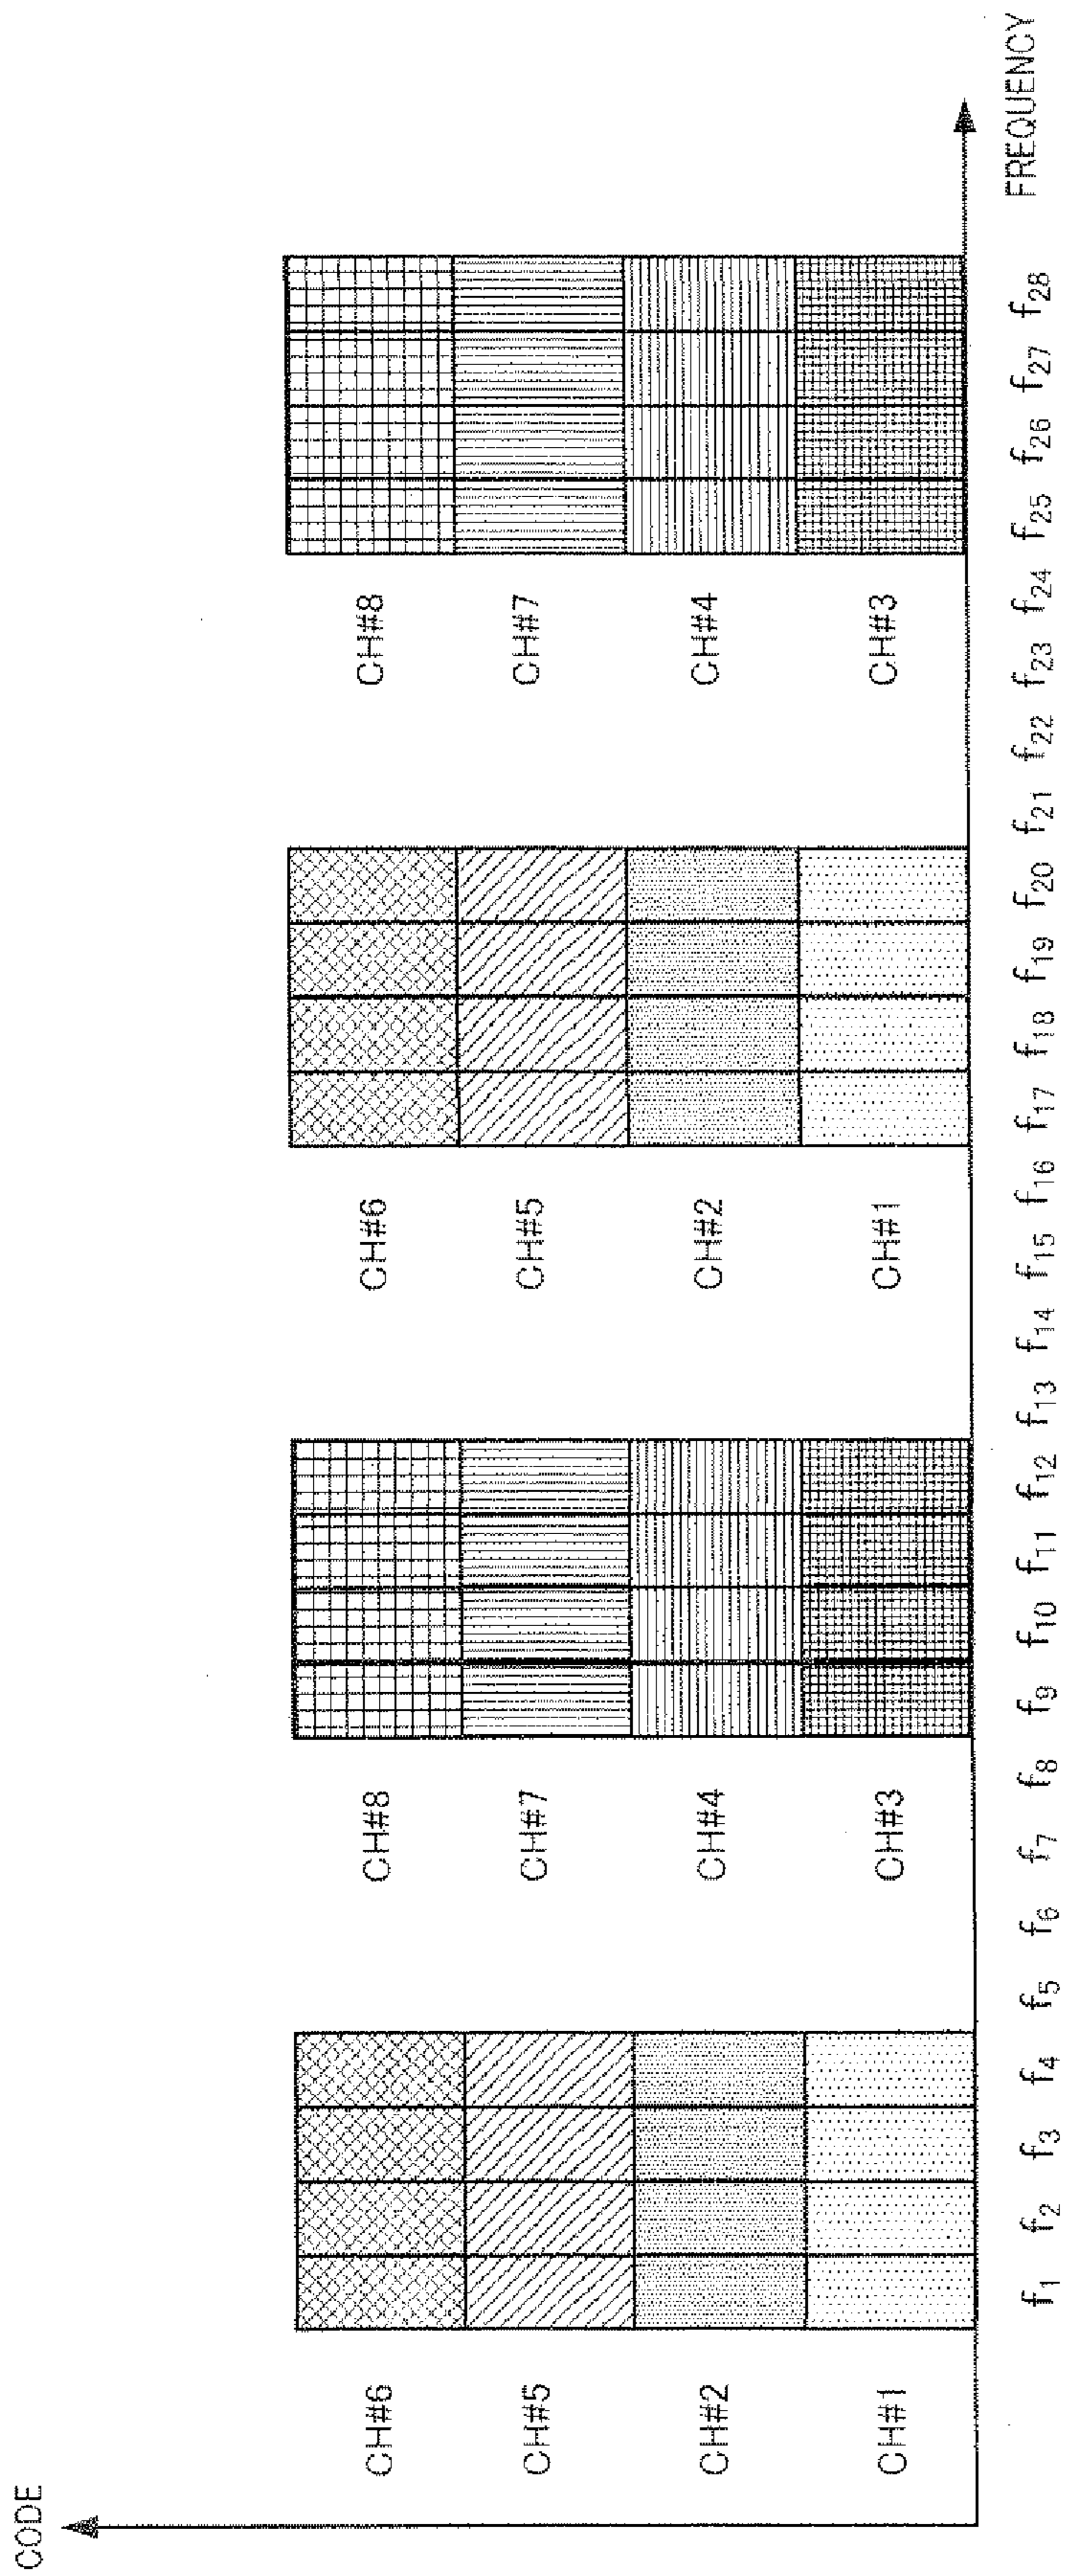 CODE
CH#6 CH#8 CH#6 CH#8
CH#5 CH#7 CH#5 CH#7
CH#2 CH#4 CH#2 CH#4
CH#1 CH#3 CH#1 CH#3
f1 f2 f3 f4 f5 f6 f7 f8 f9 f10 f11 f12 f13 f14 f15 f16 f17 f18 f19 f20 f21 f22 f23 f24 f25 f26 f27 f28
FREQUENCY